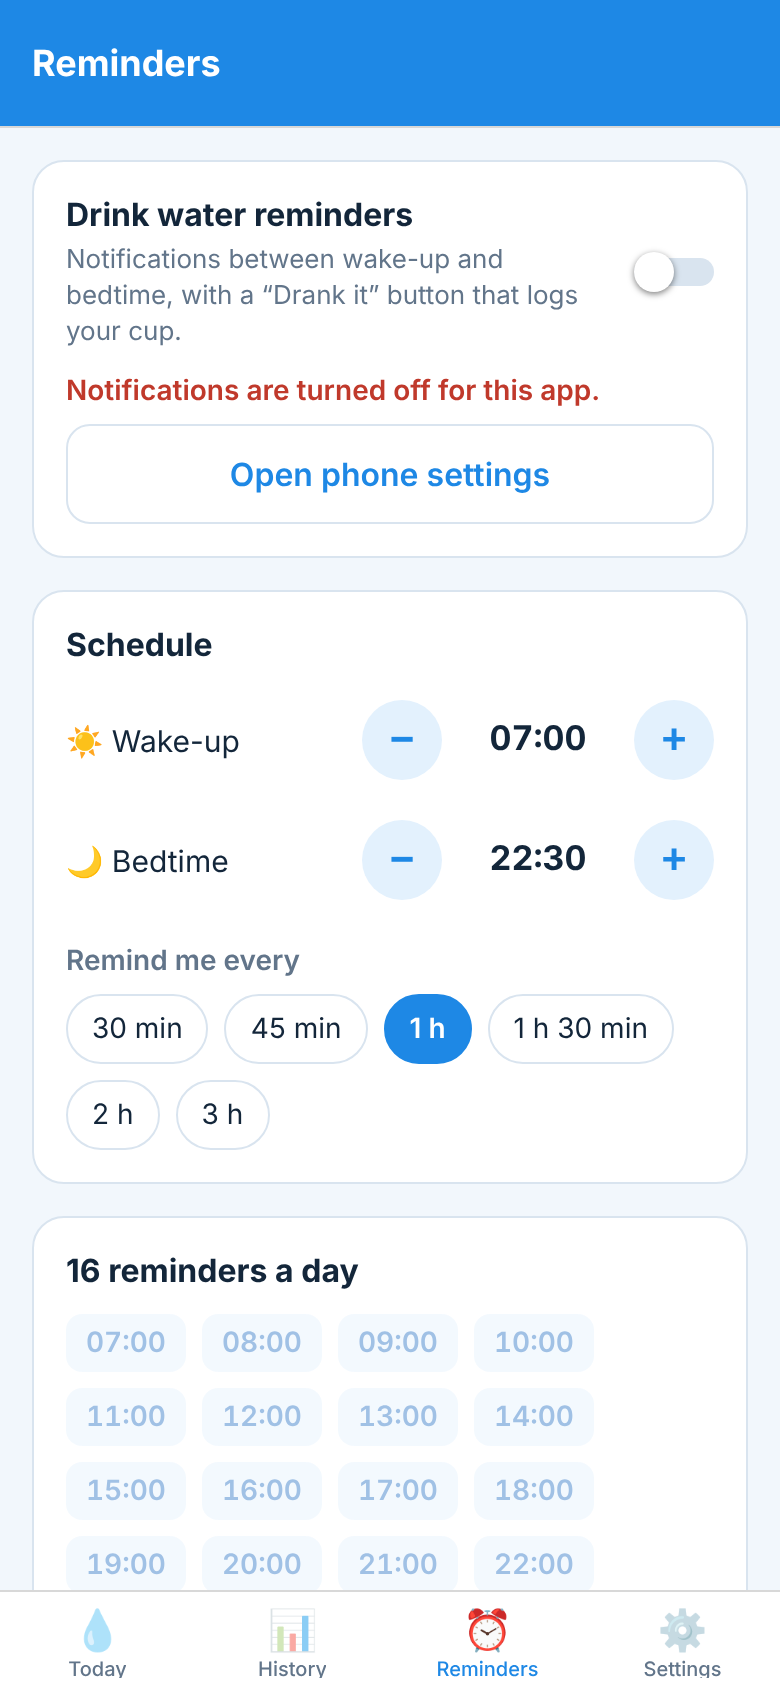 Reminders
Drink water reminders
Notifications between wake-up and
bedtime, with a “Drank it” button that logs
your cup.
Notifications are turned off for this app.
Open phone settings
Schedule
☀️ Wake-up − 07:00 +
🌙 Bedtime − 22:30 +
Remind me every
30 min 45 min 1 h 1 h 30 min
2 h 3 h
16 reminders a day
07:00 08:00 09:00 10:00
11:00 12:00 13:00 14:00
15:00 16:00 17:00 18:00
19:00 20:00 21:00 22:00
Today History Reminders Settings